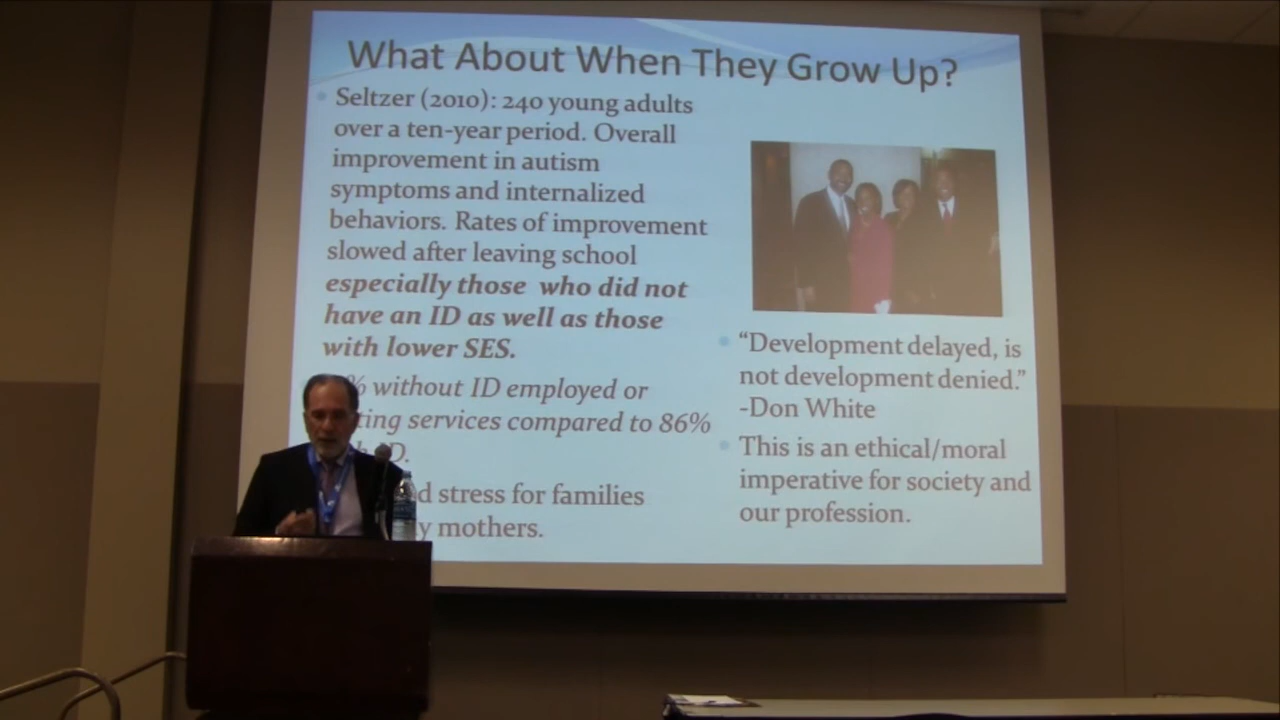 What About When They Grow Up?
Seltzer (2010): 240 young adults
over a ten-year period. Overall
improvement in autism
symptoms and internalized
behaviors. Rates of improvement
slowed after leaving school
especially those who did not
have an ID as well as those
with lower SES.
% without ID employed or
services compared to 86%
ID.
stress for families
mothers.
"Development delayed, is
not development denied."
-Don White
This is an ethical/moral
imperative for society and
our profession.